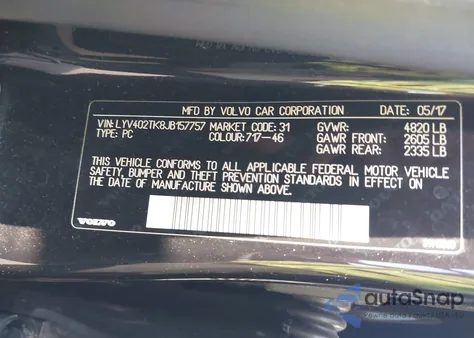 MFD. BY VOLVO CAR CORPORATION DATE: 05/17
VIN: LYV402TK8JB157757 MARKET CODE: 31 GVWR: 4820 LB
TYPE: PC COLOUR: 717-46 GAWR FRONT: 2605 LB
GAWR REAR: 2335 LB
THIS VEHICLE CONFORMS TO ALL APPLICABLE FEDERAL MOTOR VEHICLE
SAFETY, BUMPER AND THEFT PREVENTION STANDARDS IN EFFECT ON
THE DATE OF MANUFACTURE SHOWN ABOVE.
VOLVO
autoSnap